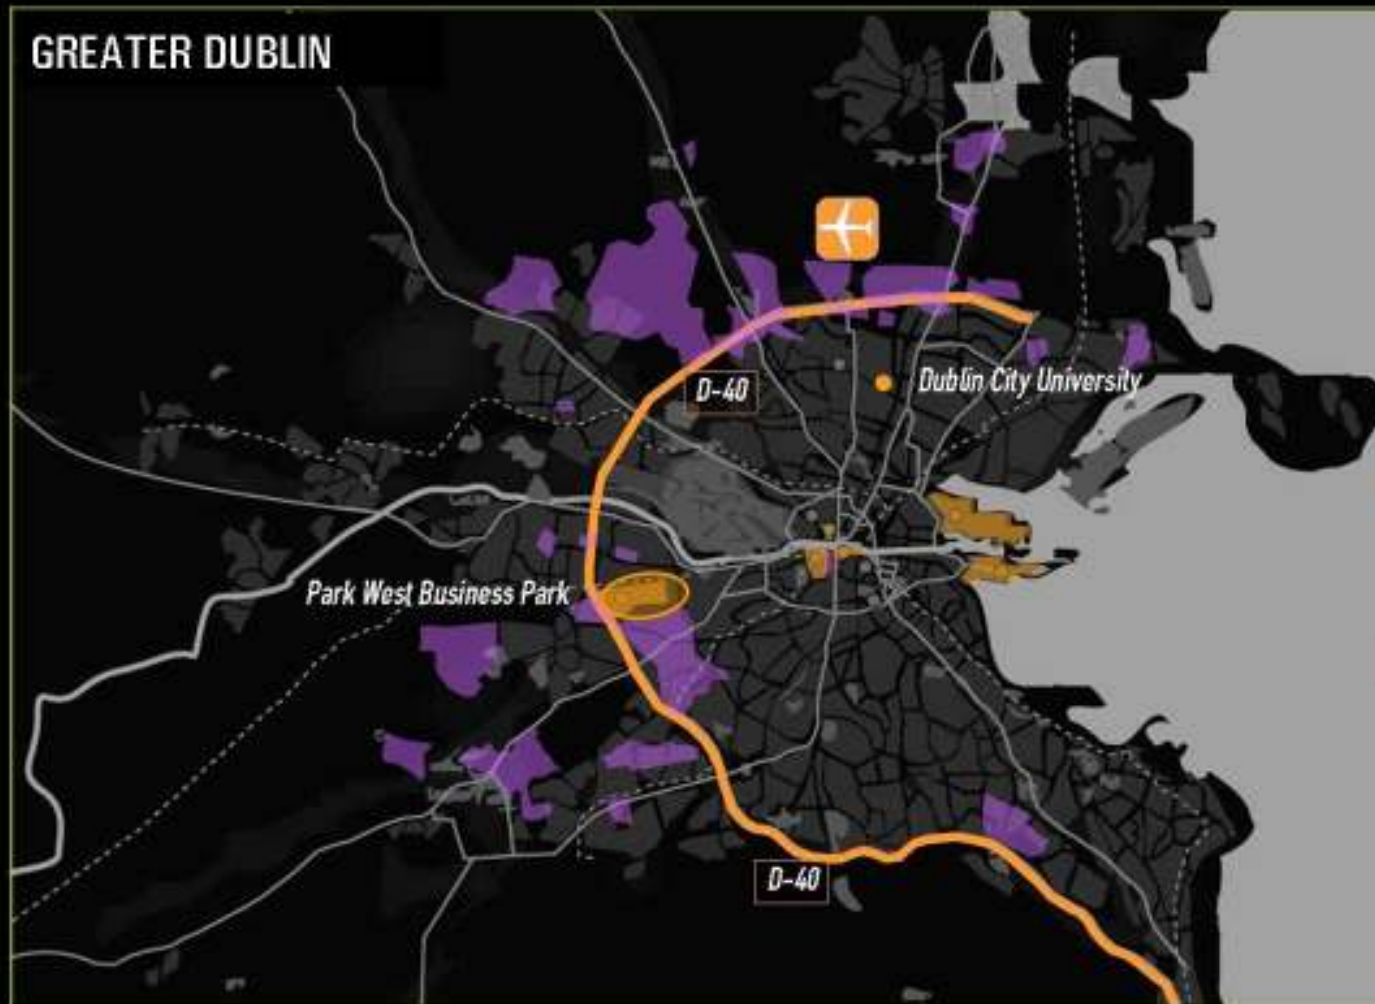 GREATER DUBLIN
D-40
Dublin City University
Park West Business Park
D-40